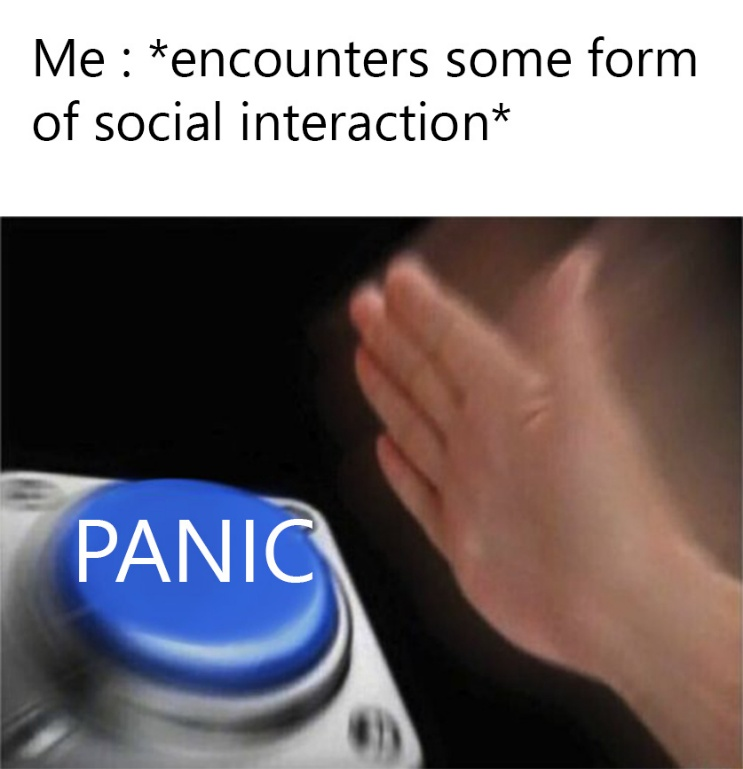 Me : *encounters some form
of social interaction*
PANIC